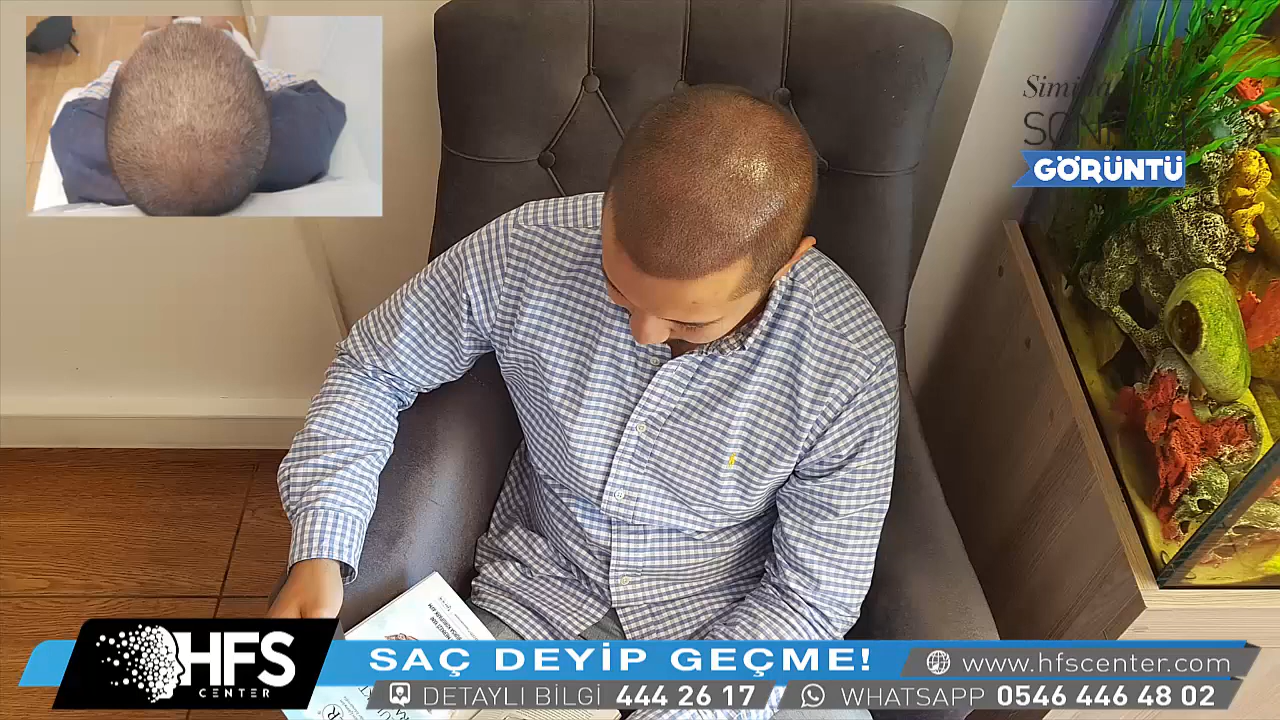 GÖRÜNTÜ
HFS
CENTER
SAÇ DEYİP GEÇME!
www.hfscenter.com
DETAYLI BİLGİ 444 26 17
WHATSAPP 0546 446 48 02